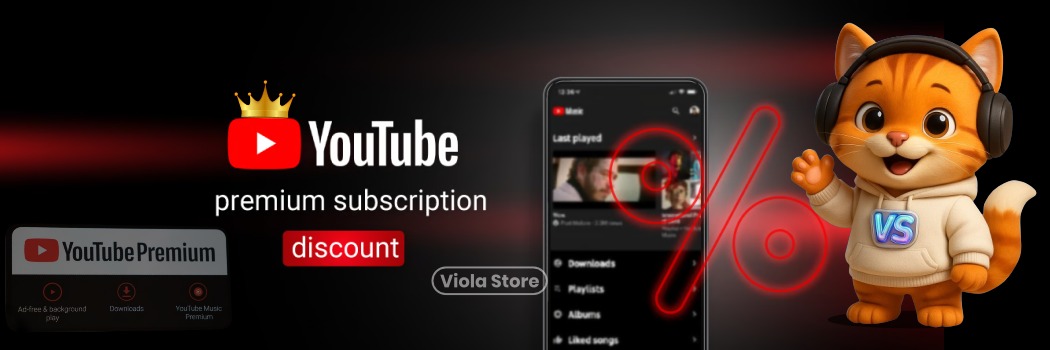 YouTube
premium subscription
discount
YouTube Premium
Ad-free & background
play
Downloads
YouTube Music
Premium
Viola Store
Last played
Downloads
Playlists
Albums
Liked songs
VS